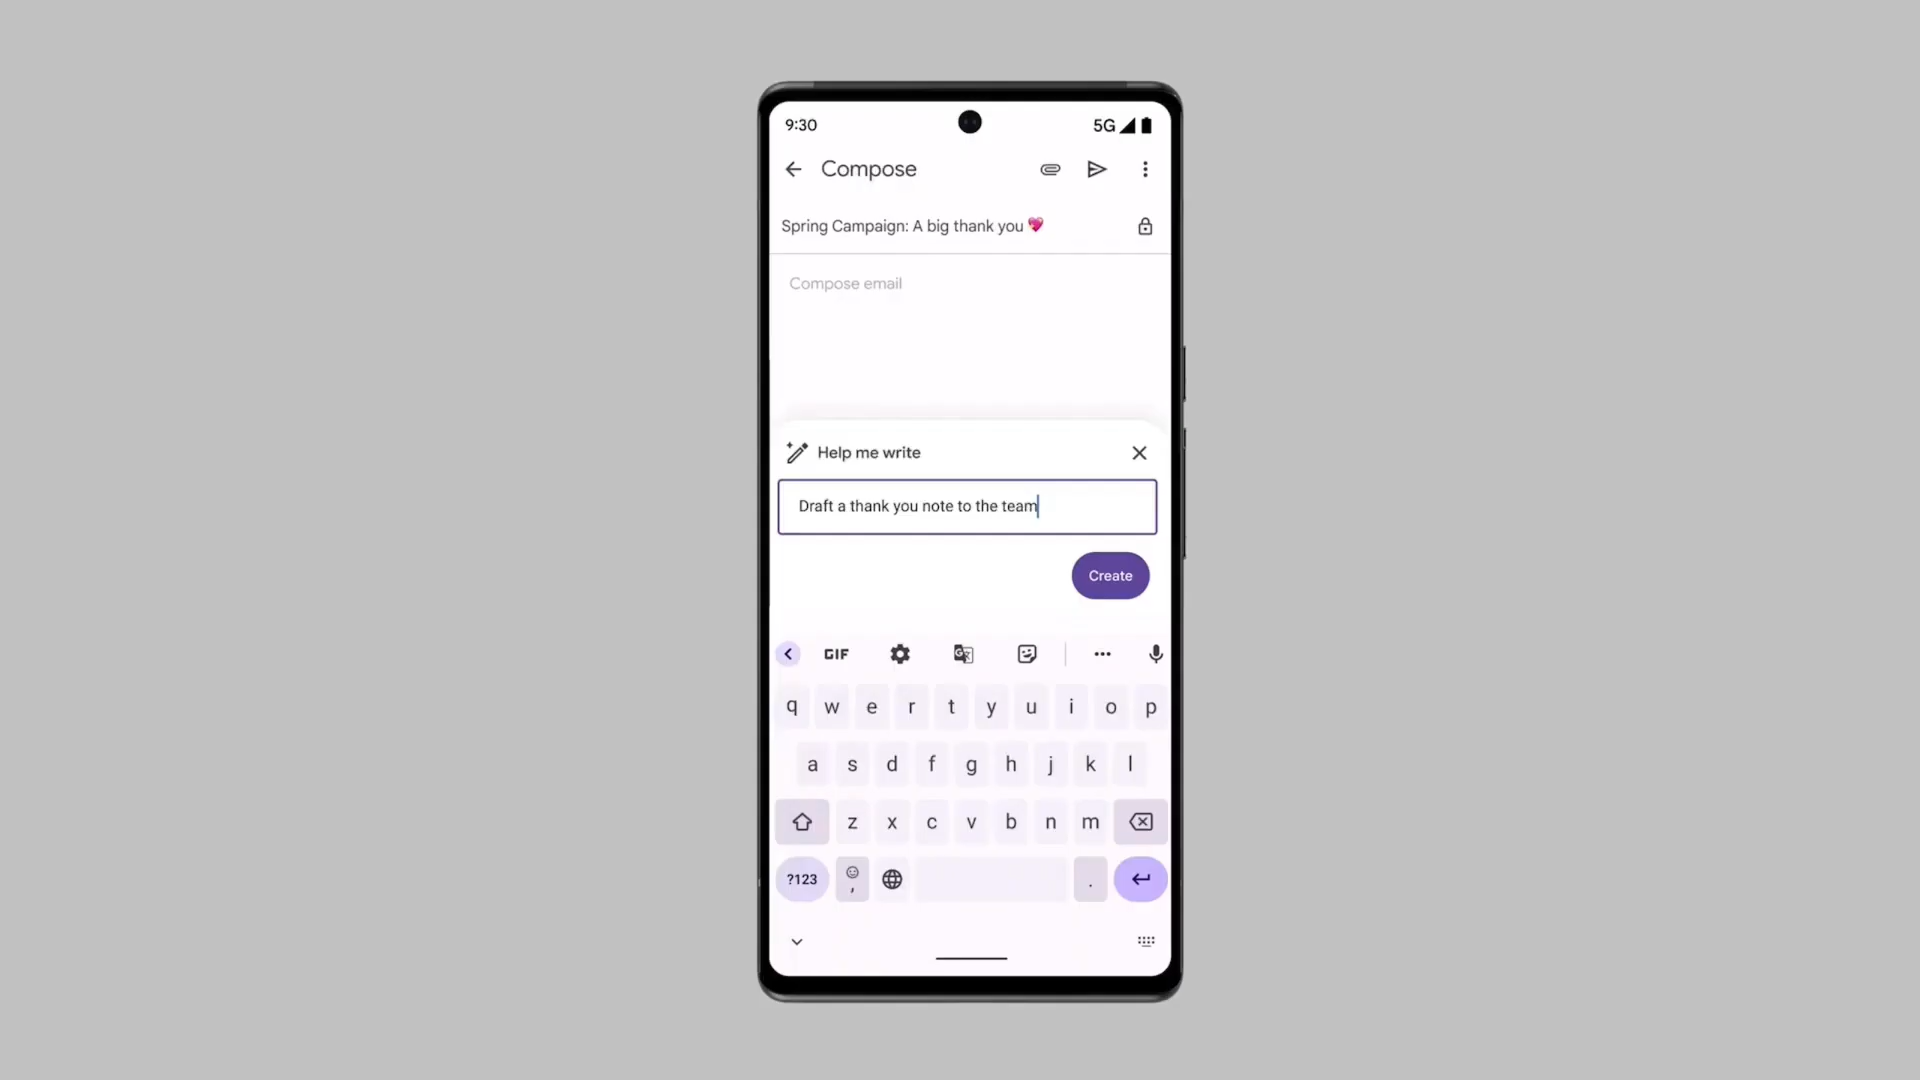 9:30 5G
Compose
Spring Campaign: A big thank you 💖
Compose email
Help me write
Draft a thank you note to the team
Create
GIF
q w e r t y u i o p
a s d f g h j k l
z x c v b n m
?123 , .